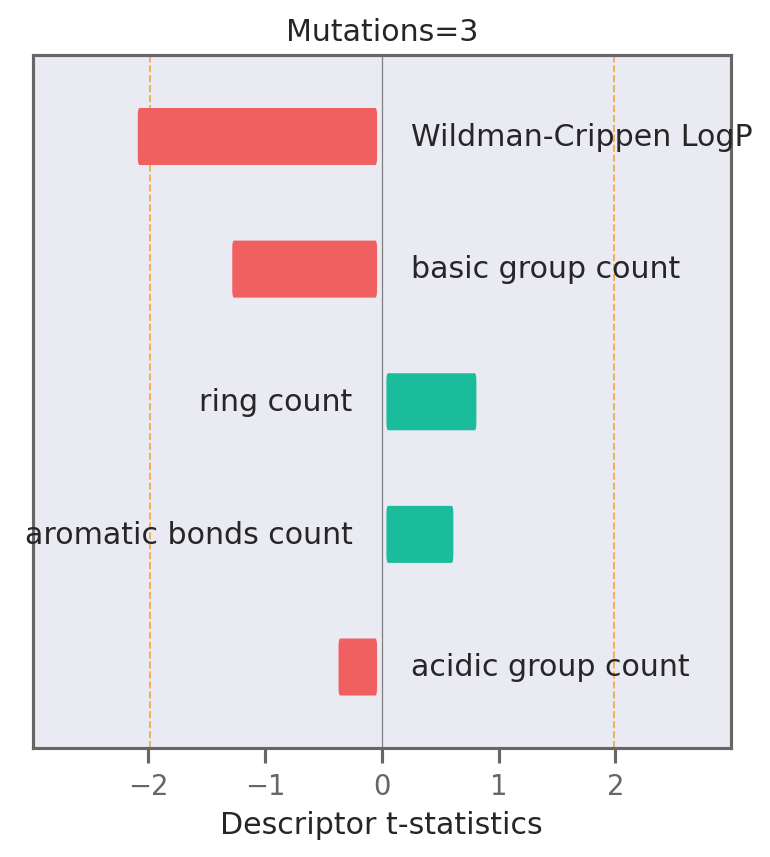 Mutations=3
Wildman-Crippen LogP
basic group count
ring count
aromatic bonds count
acidic group count
−2 −1 0 1 2
Descriptor t-statistics